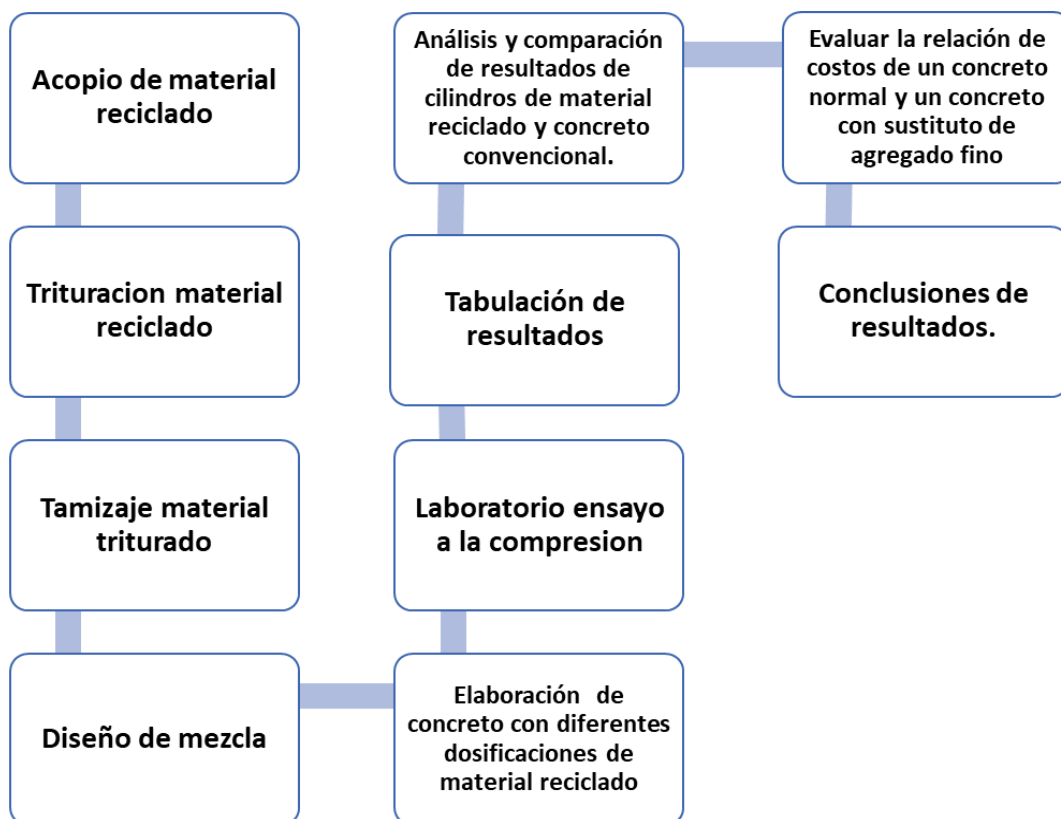 Acopio de material
reciclado
Trituracion material
reciclado
Tamizaje material
triturado
Diseño de mezcla
Elaboración de
concreto con diferentes
dosificaciones de
material reciclado
Laboratorio ensayo
a la compresion
Tabulación de
resultados
Análisis y comparación
de resultados de
cilindros de material
reciclado y concreto
convencional.
Evaluar la relación de
costos de un concreto
normal y un concreto
con sustituto de
agregado fino
Conclusiones de
resultados.